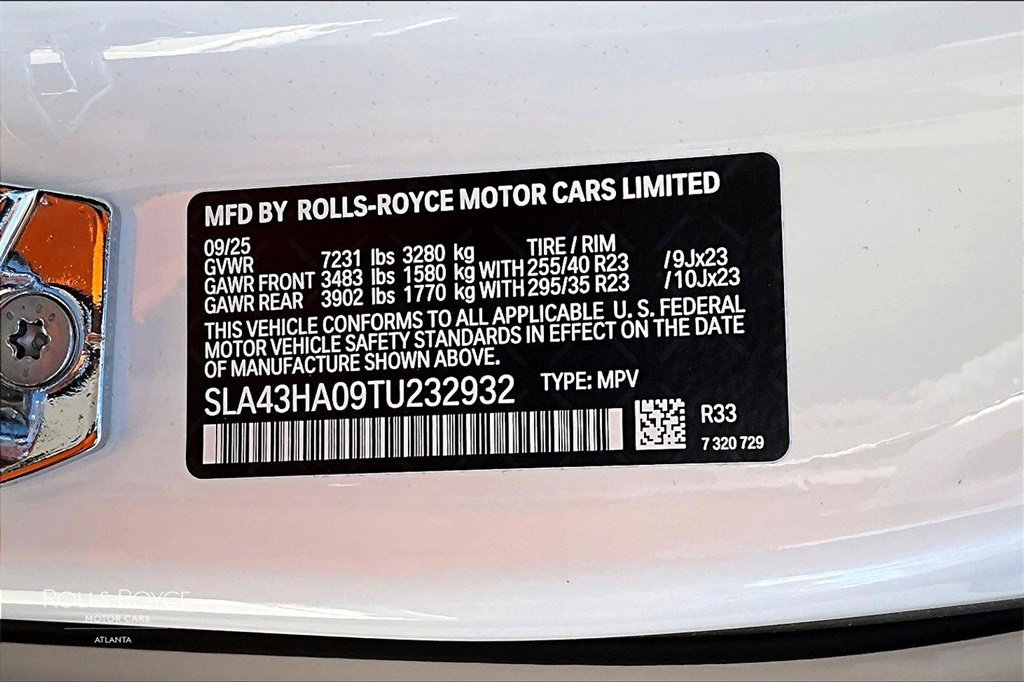 MFD BY ROLLS-ROYCE MOTOR CARS LIMITED
09/25 TIRE / RIM
GVWR 7231 lbs 3280 kg
GAWR FRONT 3483 lbs 1580 kg WITH 255/40 R23 /9Jx23
GAWR REAR 3902 lbs 1770 kg WITH 295/35 R23 /10Jx23
THIS VEHICLE CONFORMS TO ALL APPLICABLE U. S. FEDERAL
MOTOR VEHICLE SAFETY STANDARDS IN EFFECT ON THE DATE
OF MANUFACTURE SHOWN ABOVE.
SLA43HA09TU232932 TYPE: MPV
R33
7 320 729
ROLLS-ROYCE
MOTOR CARS
ATLANTA